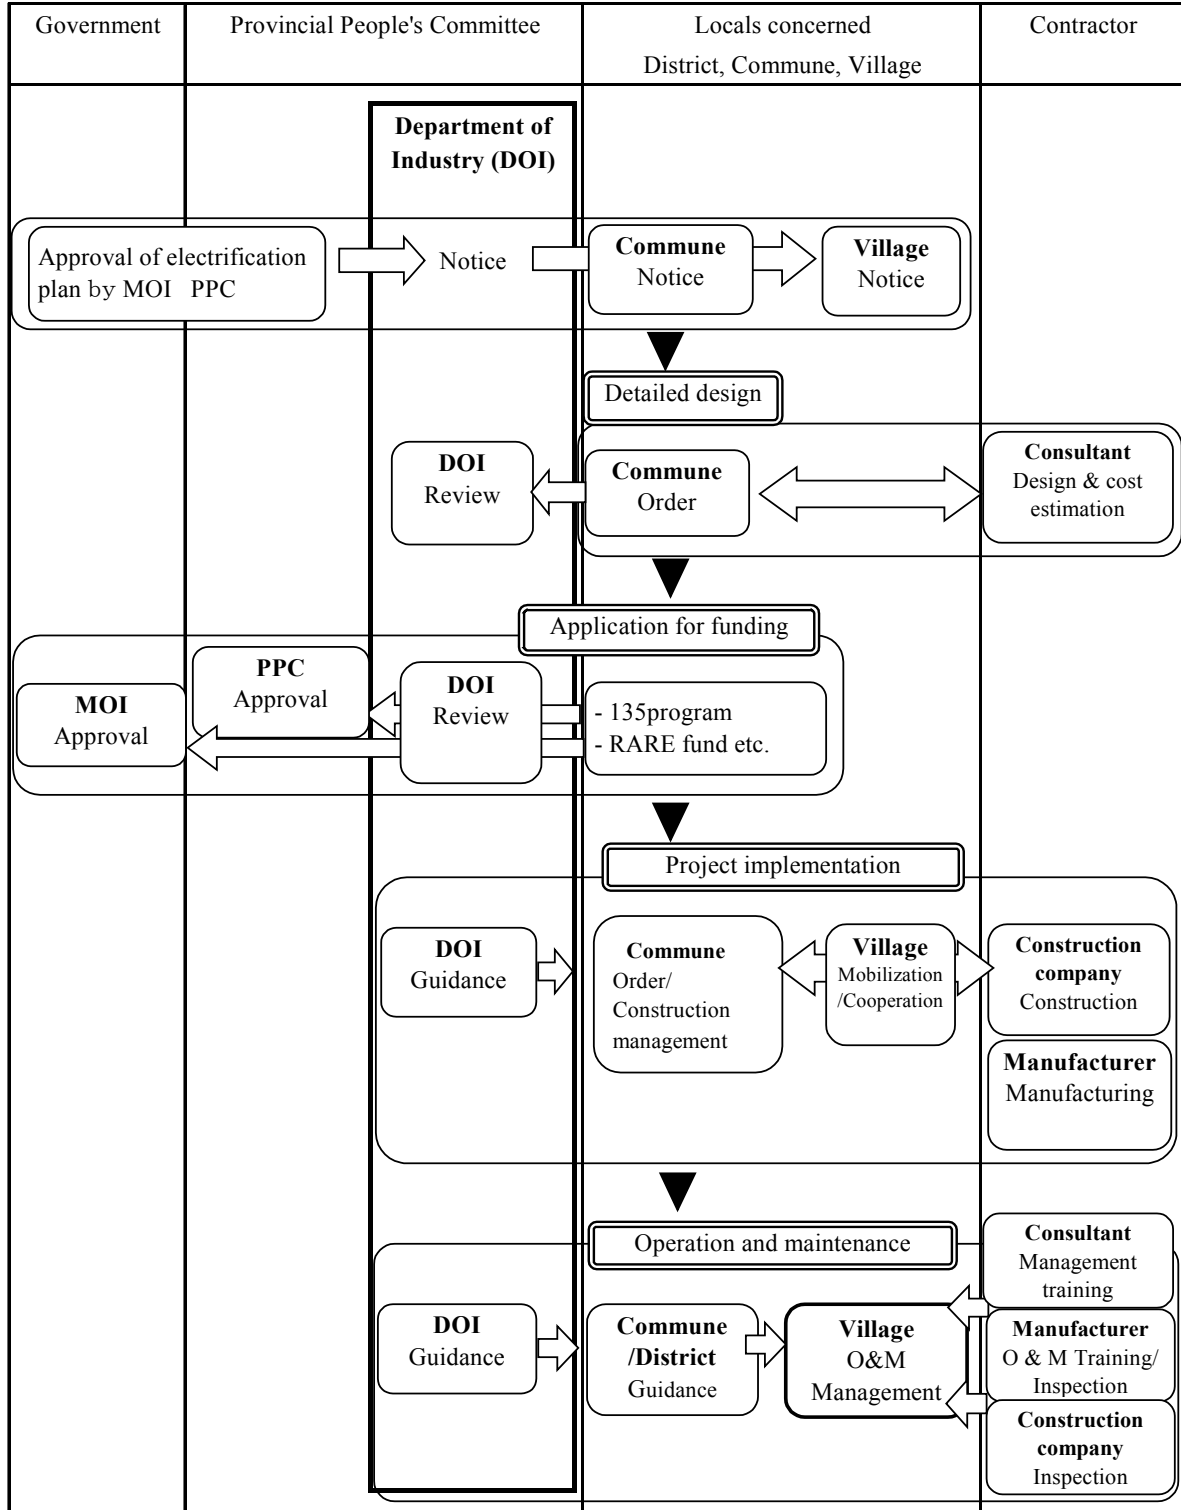 Government
Provincial People's Committee
Locals concerned
District, Commune, Village
Contractor
Department of
Industry (DOI)
Approval of electrification
plan by MOI PPC
Notice
Commune
Notice
Village
Notice
Detailed design
DOI
Review
Commune
Order
Consultant
Design & cost
estimation
Application for funding
MOI
Approval
PPC
Approval
DOI
Review
- 135program
- RARE fund etc.
Project implementation
DOI
Guidance
Commune
Order/
Construction
management
Village
Mobilization
/Cooperation
Construction
company
Construction
Manufacturer
Manufacturing
Operation and maintenance
DOI
Guidance
Commune
/District
Guidance
Village
O&M
Management
Consultant
Management
training
Manufacturer
O & M Training/
Inspection
Construction
company
Inspection